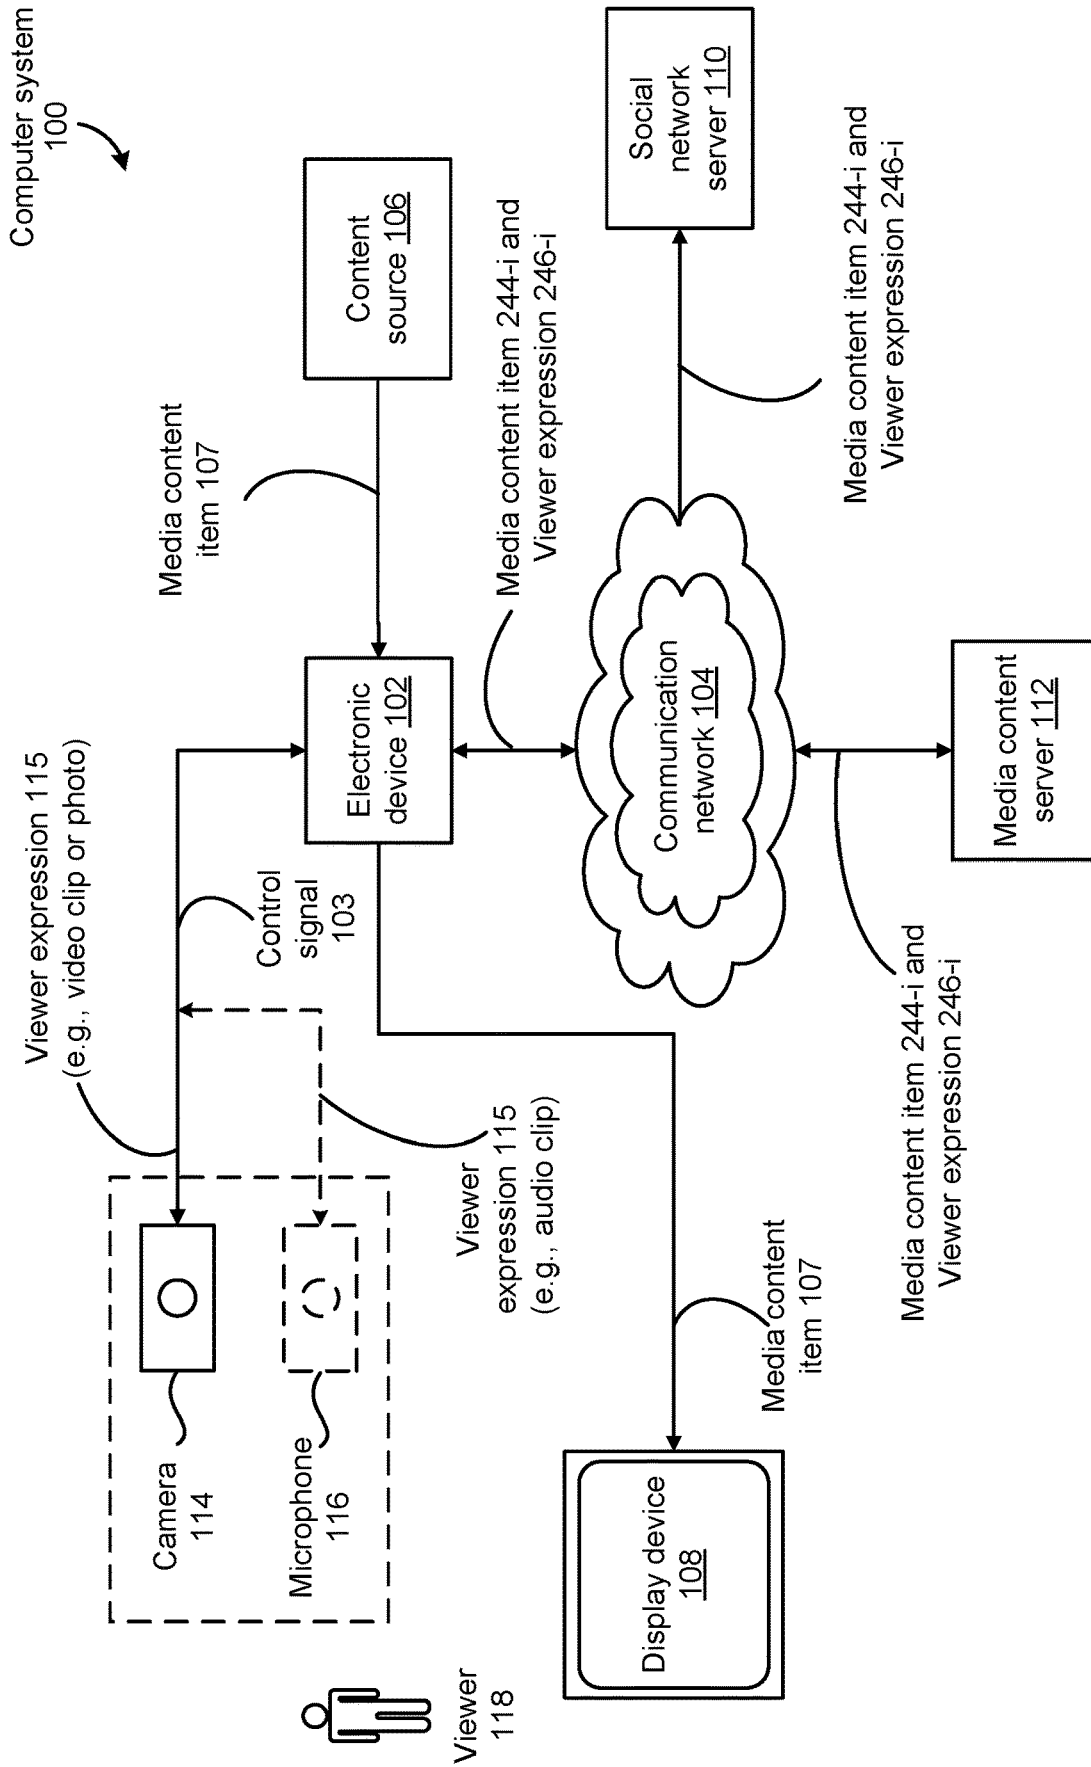 Computer system
100
Viewer expression 115
(e.g., video clip or photo)
Media content
item 107
Camera
114
Control
signal
103
Electronic
device 102
Content
source 106
Microphone
116
Viewer
expression 115
(e.g., audio clip)
Media content item 244-i and
Viewer expression 246-i
Viewer
118
Display device
108
Media content
item 107
Communication
network 104
Social
network
server 110
Media content item 244-i and
Viewer expression 246-i
Media content item 244-i and
Viewer expression 246-i
Media content
server 112